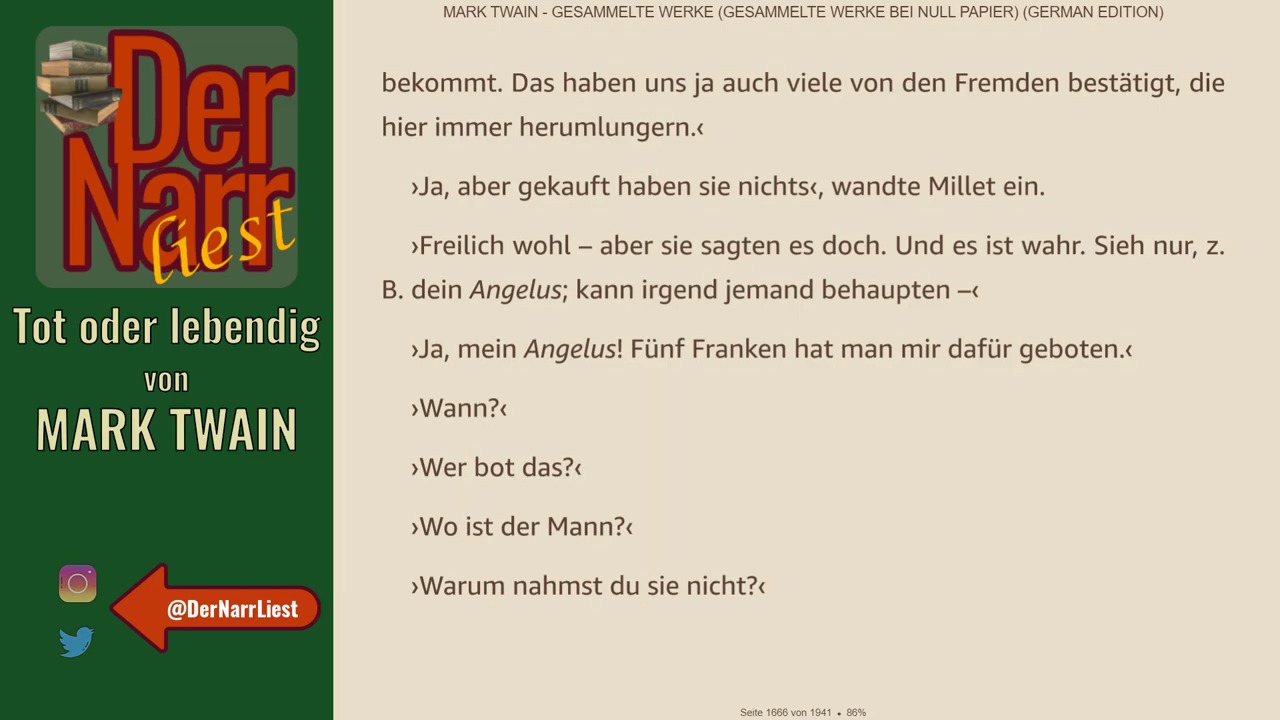 Der
Narr
liest
Tot oder lebendig
von
MARK TWAIN
@DerNarrLiest
MARK TWAIN - GESAMMELTE WERKE (GESAMMELTE WERKE BEI NULL PAPIER) (GERMAN EDITION)
bekommt. Das haben uns ja auch viele von den Fremden bestätigt, die
hier immer herumlungern.‹
›Ja, aber gekauft haben sie nichts‹, wandte Millet ein.
›Freilich wohl – aber sie sagten es doch. Und es ist wahr. Sieh nur, z.
B. dein Angelus; kann irgend jemand behaupten –‹
›Ja, mein Angelus! Fünf Franken hat man mir dafür geboten.‹
›Wann?‹
›Wer bot das?‹
›Wo ist der Mann?‹
›Warum nahmst du sie nicht?‹
Seite 1666 von 1941 • 86%